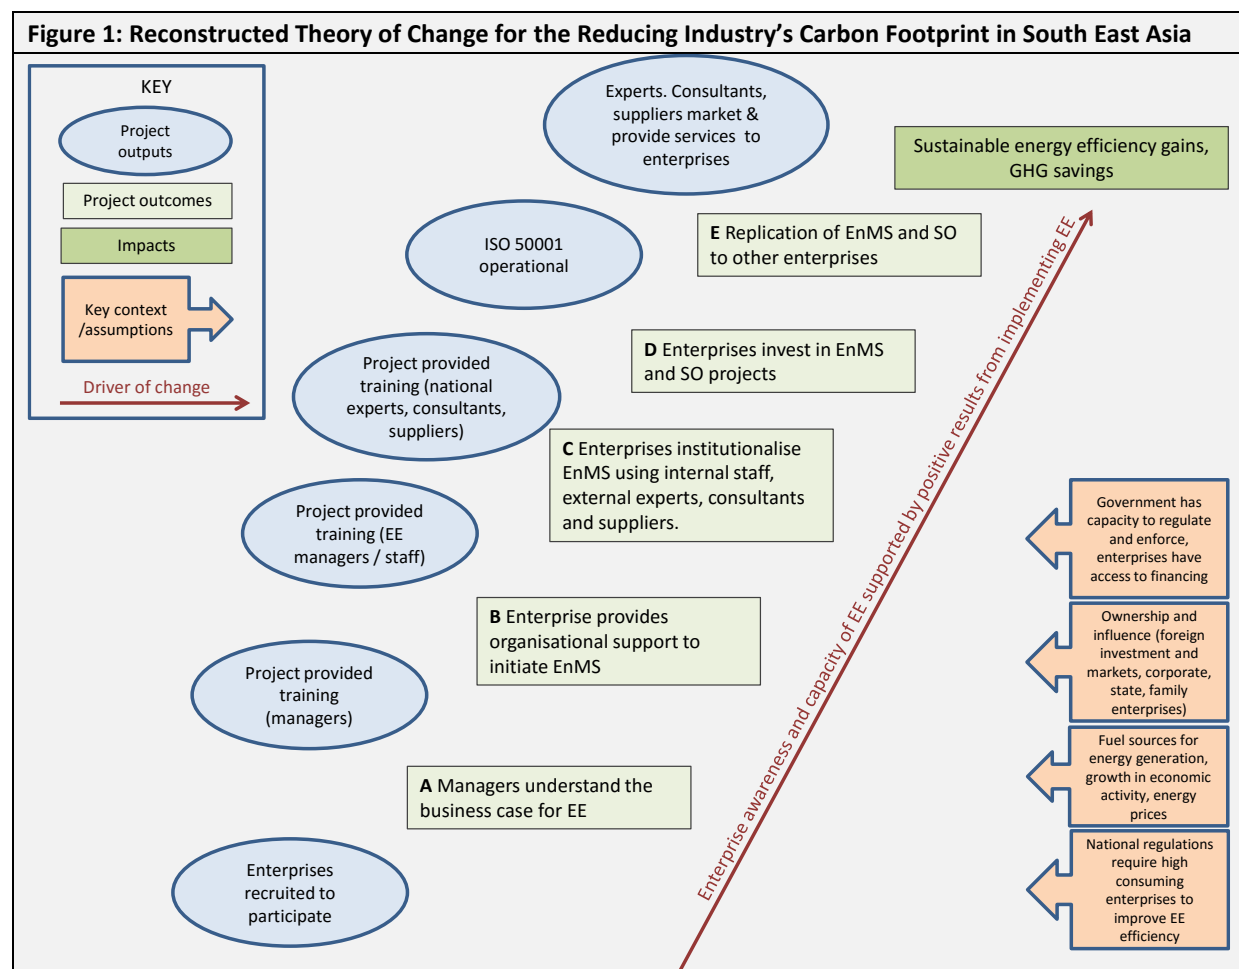 Figure 1: Reconstructed Theory of Change for the Reducing Industry’s Carbon Footprint in South East Asia
KEY
Project
outputs
Project outcomes
Impacts
Key context
/assumptions
Driver of change
Experts. Consultants,
suppliers market &
provide services to
enterprises
Sustainable energy efficiency gains,
GHG savings
ISO 50001
operational
E Replication of EnMS and SO
to other enterprises
Project provided
training (national
experts, consultants,
suppliers)
D Enterprises invest in EnMS
and SO projects
C Enterprises institutionalise
EnMS using internal staff,
external experts, consultants
and suppliers.
Project provided
training (EE
managers / staff)
B Enterprise provides
organisational support to
initiate EnMS
Project provided
training
(managers)
A Managers understand the
business case for EE
Enterprises
recruited to
participate
Enterprise awareness and capacity of EE supported by positive results from implementing EE
Government has
capacity to regulate
and enforce,
enterprises have
access to financing
Ownership and
influence (foreign
investment and
markets, corporate,
state, family
enterprises)
Fuel sources for
energy generation,
growth in economic
activity, energy
prices
National regulations
require high
consuming
enterprises to
improve EE
efficiency